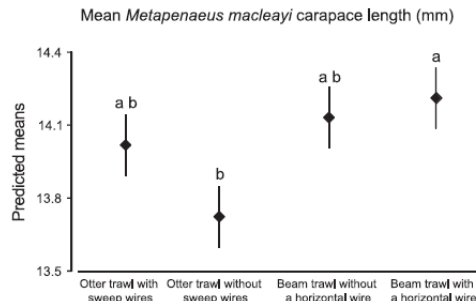 Mean Metapenaeus macleayi carapace length (mm)
14.4
14.1
13.8
13.5
Predicted means
a b
b
a b
a
Otter trawl with
sweep wires
Otter trawl without
sweep wires
Beam trawl without
a horizontal wire
Beam trawl with
a horizontal wire